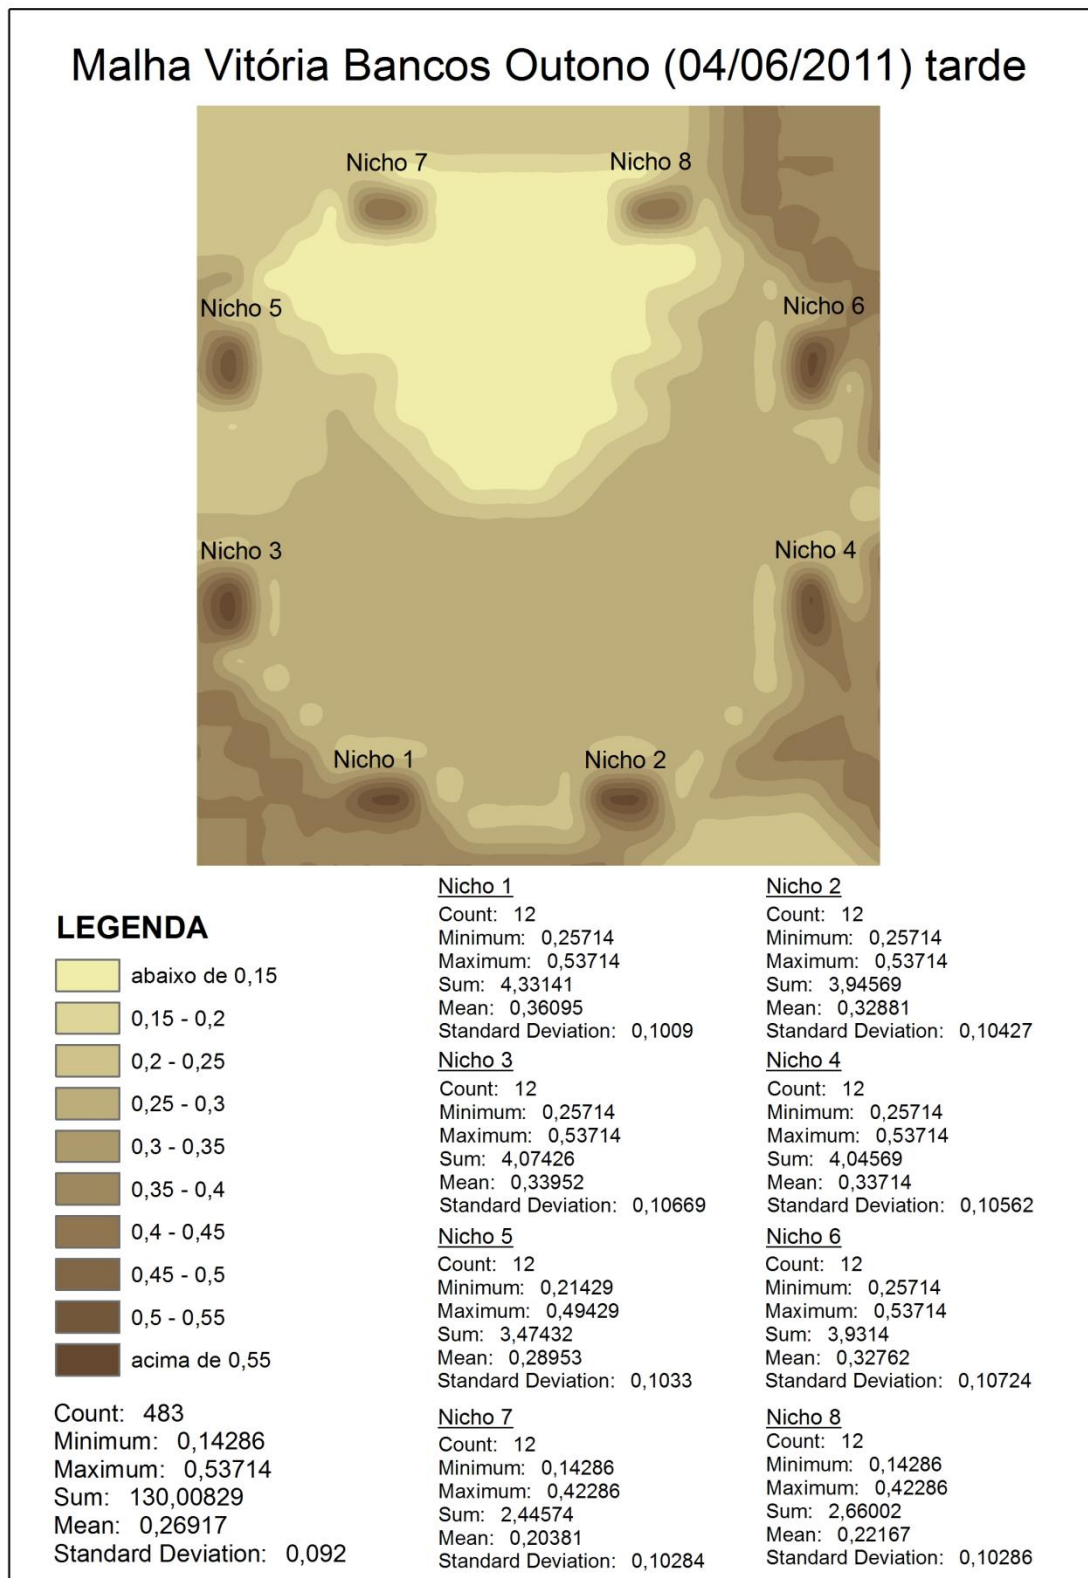 Malha Vitória Bancos Outono (04/06/2011) tarde
Nicho 7
Nicho 8
Nicho 5
Nicho 6
Nicho 3
Nicho 4
Nicho 1
Nicho 2
LEGENDA
abaixo de 0,15
0,15 - 0,2
0,2 - 0,25
0,25 - 0,3
0,3 - 0,35
0,35 - 0,4
0,4 - 0,45
0,45 - 0,5
0,5 - 0,55
acima de 0,55
Count: 483
Minimum: 0,14286
Maximum: 0,53714
Sum: 130,00829
Mean: 0,26917
Standard Deviation: 0,092
Nicho 1
Count: 12
Minimum: 0,25714
Maximum: 0,53714
Sum: 4,33141
Mean: 0,36095
Standard Deviation: 0,1009
Nicho 2
Count: 12
Minimum: 0,25714
Maximum: 0,53714
Sum: 3,94569
Mean: 0,32881
Standard Deviation: 0,10427
Nicho 3
Count: 12
Minimum: 0,25714
Maximum: 0,53714
Sum: 4,07426
Mean: 0,33952
Standard Deviation: 0,10669
Nicho 4
Count: 12
Minimum: 0,25714
Maximum: 0,53714
Sum: 4,04569
Mean: 0,33714
Standard Deviation: 0,10562
Nicho 5
Count: 12
Minimum: 0,21429
Maximum: 0,49429
Sum: 3,47432
Mean: 0,28953
Standard Deviation: 0,1033
Nicho 6
Count: 12
Minimum: 0,25714
Maximum: 0,53714
Sum: 3,9314
Mean: 0,32762
Standard Deviation: 0,10724
Nicho 7
Count: 12
Minimum: 0,14286
Maximum: 0,42286
Sum: 2,44574
Mean: 0,20381
Standard Deviation: 0,10284
Nicho 8
Count: 12
Minimum: 0,14286
Maximum: 0,42286
Sum: 2,66002
Mean: 0,22167
Standard Deviation: 0,10286